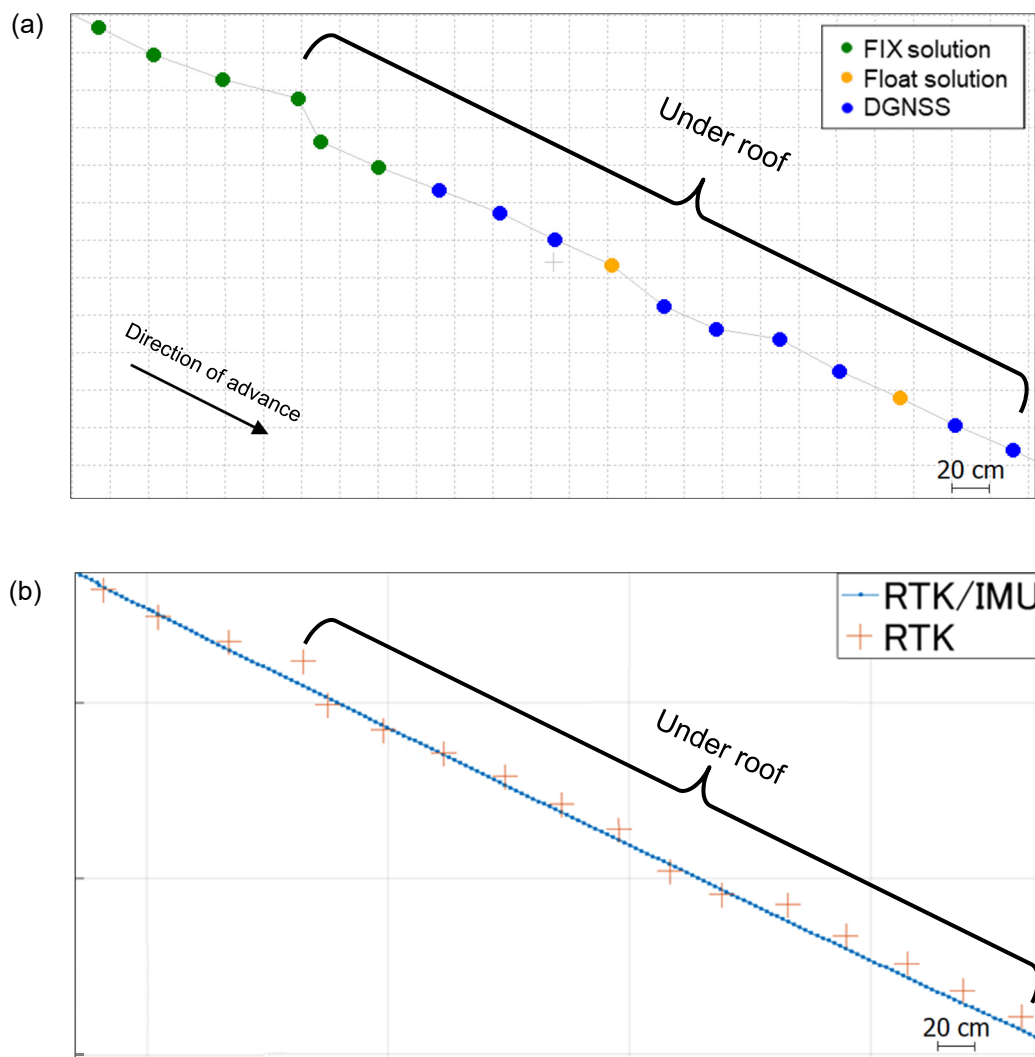 (a)
FIX solution
Float solution
DGNSS
Under roof
Direction of advance
20 cm
(b)
RTK/IMU
RTK
Under roof
20 cm